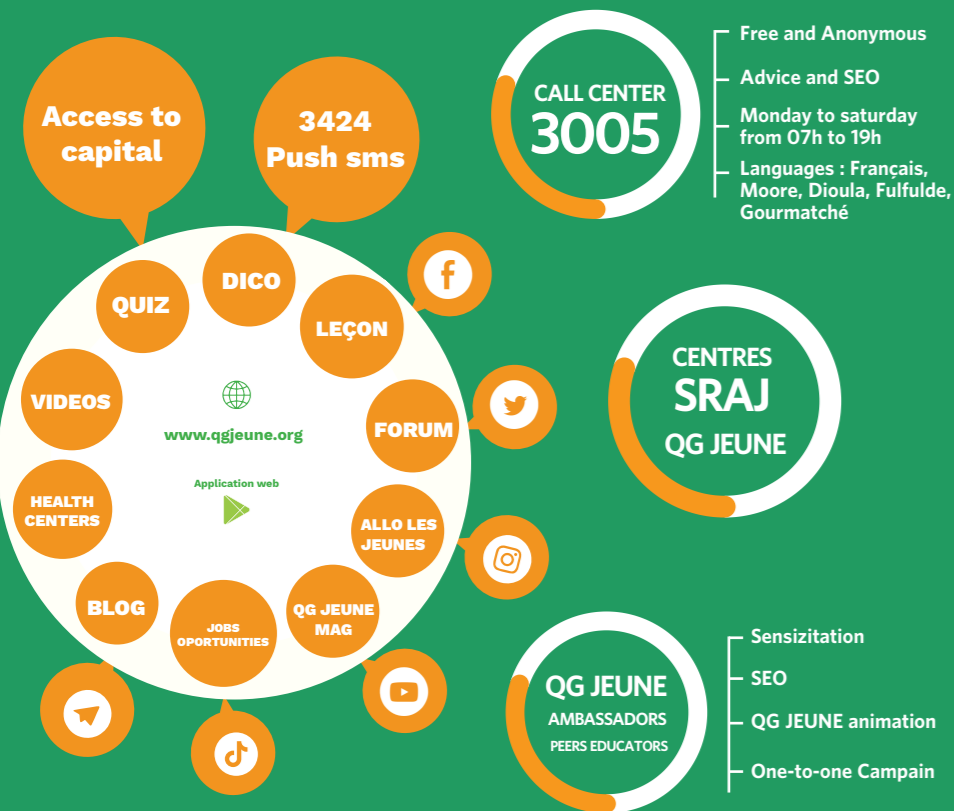 Access to
capital
3424
Push sms
QUIZ
DICO
LEÇON
VIDEOS
FORUM
www.qgjeune.org
Application web
HEALTH
CENTERS
ALLO LES
JEUNES
BLOG
JOBS
OPORTUNITIES
QG JEUNE
MAG
CALL CENTER
3005
Free and Anonymous
Advice and SEO
Monday to saturday
from 07h to 19h
Languages : Français,
Moore, Dioula, Fulfulde,
Gourmatché
CENTRES
SRAJ
QG JEUNE
QG JEUNE
AMBASSADORS
PEERS EDUCATORS
Sensizitation
SEO
QG JEUNE animation
One-to-one Campain